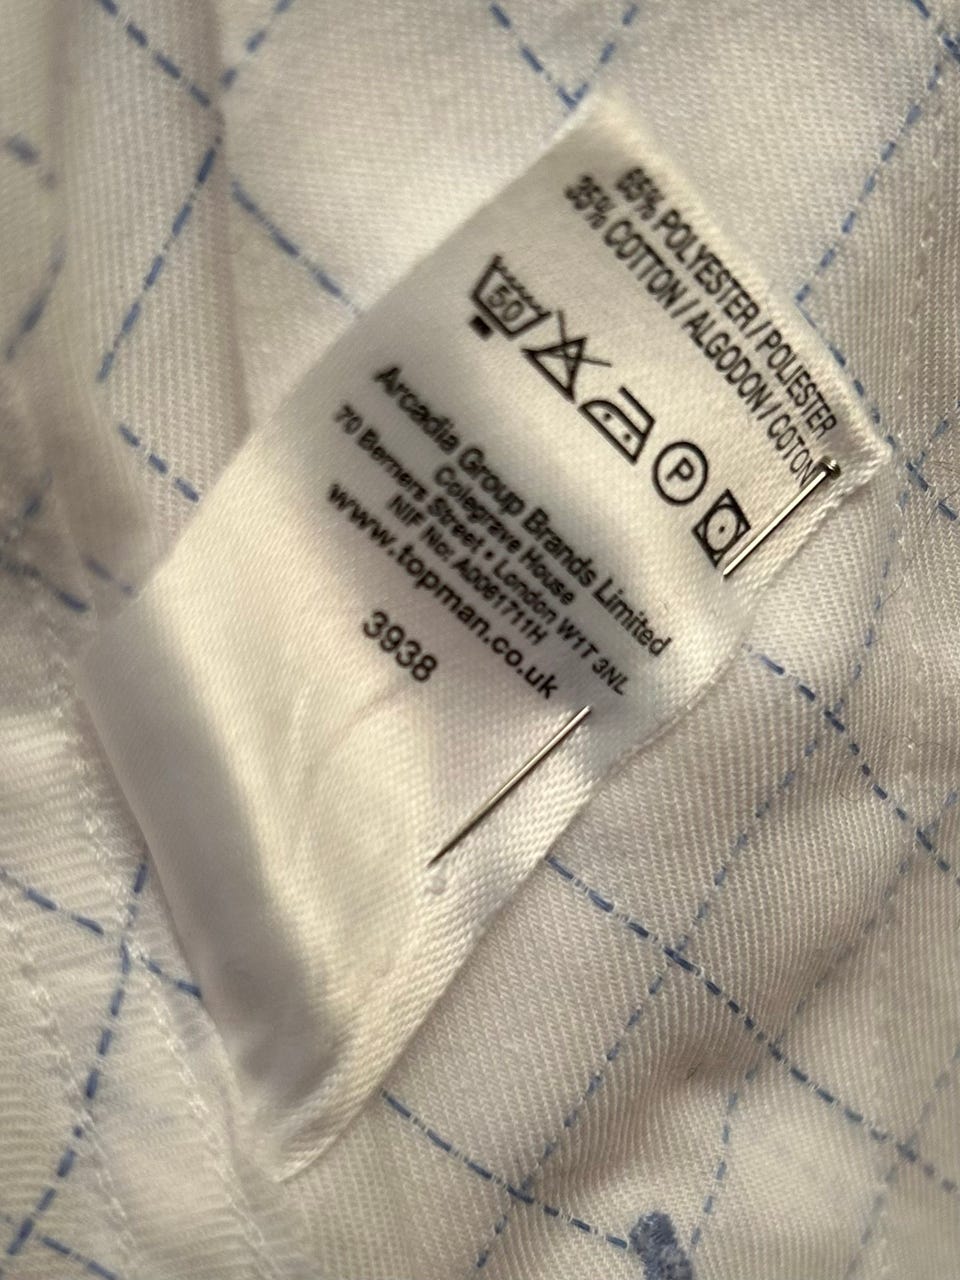 65% POLYESTER / POLIESTER
35% COTTON / ALGODON / COTON
50
P
Arcadia Group Brands Limited
Colegrave House
70 Berners Street • London W1T 3NL
NIF No: A0061711H
www.topman.co.uk
3938